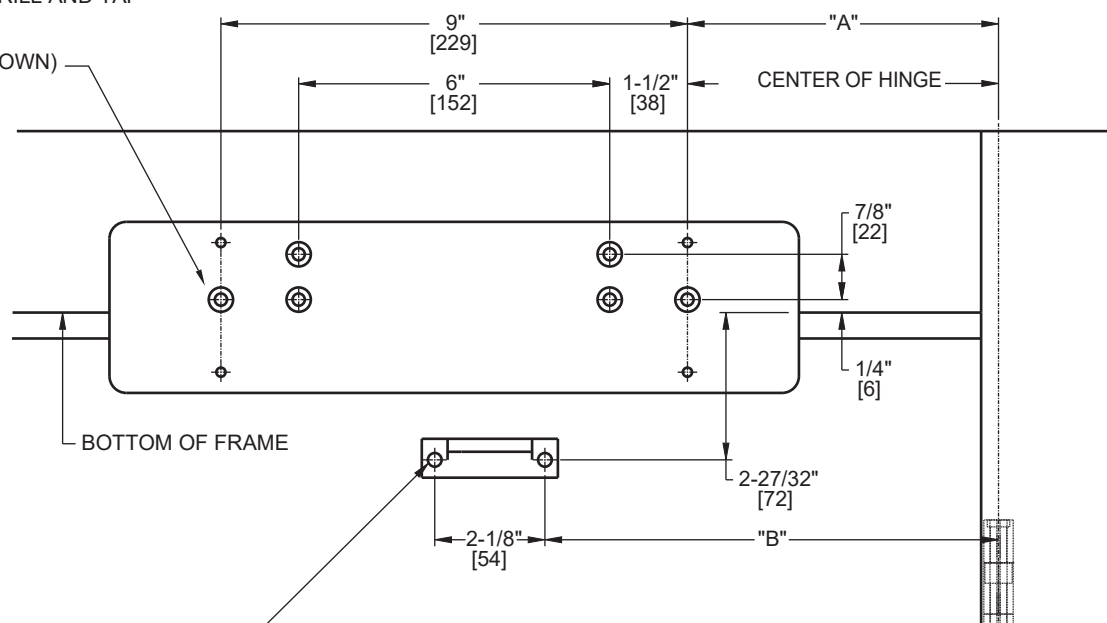 AND
9"
[229]
"A"
6"
[152]
1-1/2"
[38]
CENTER OF HINGE
7/8"
[22]
1/4"
[6]
BOTTOM OF FRAME
2-27/32"
[72]
2-1/8"
[54]
"B"